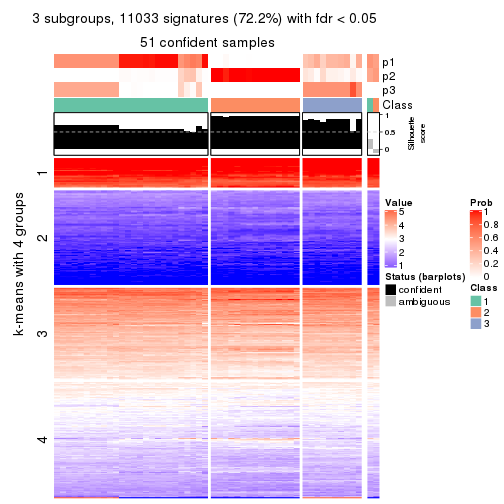 3 subgroups, 11033 signatures (72.2%) with fdr < 0.05
51 confident samples
p1
p2
p3
Class
1
0.5
0
Silhouette
score
k-means with 4 groups
1
2
3
4
Value
5
4
3
2
1
Status (barplots)
confident
ambiguous
Prob
1
0.8
0.6
0.4
0.2
0
Class
1
2
3